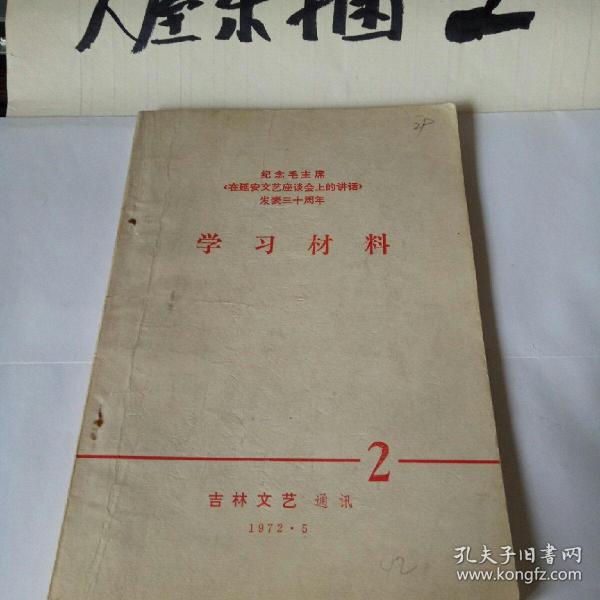 纪念毛主席
《在延安文艺座谈会上的讲话》
发表三十周年
学习材料
2
吉林文艺 通讯
1972·5
孔夫子旧书网
www.kongfz.com